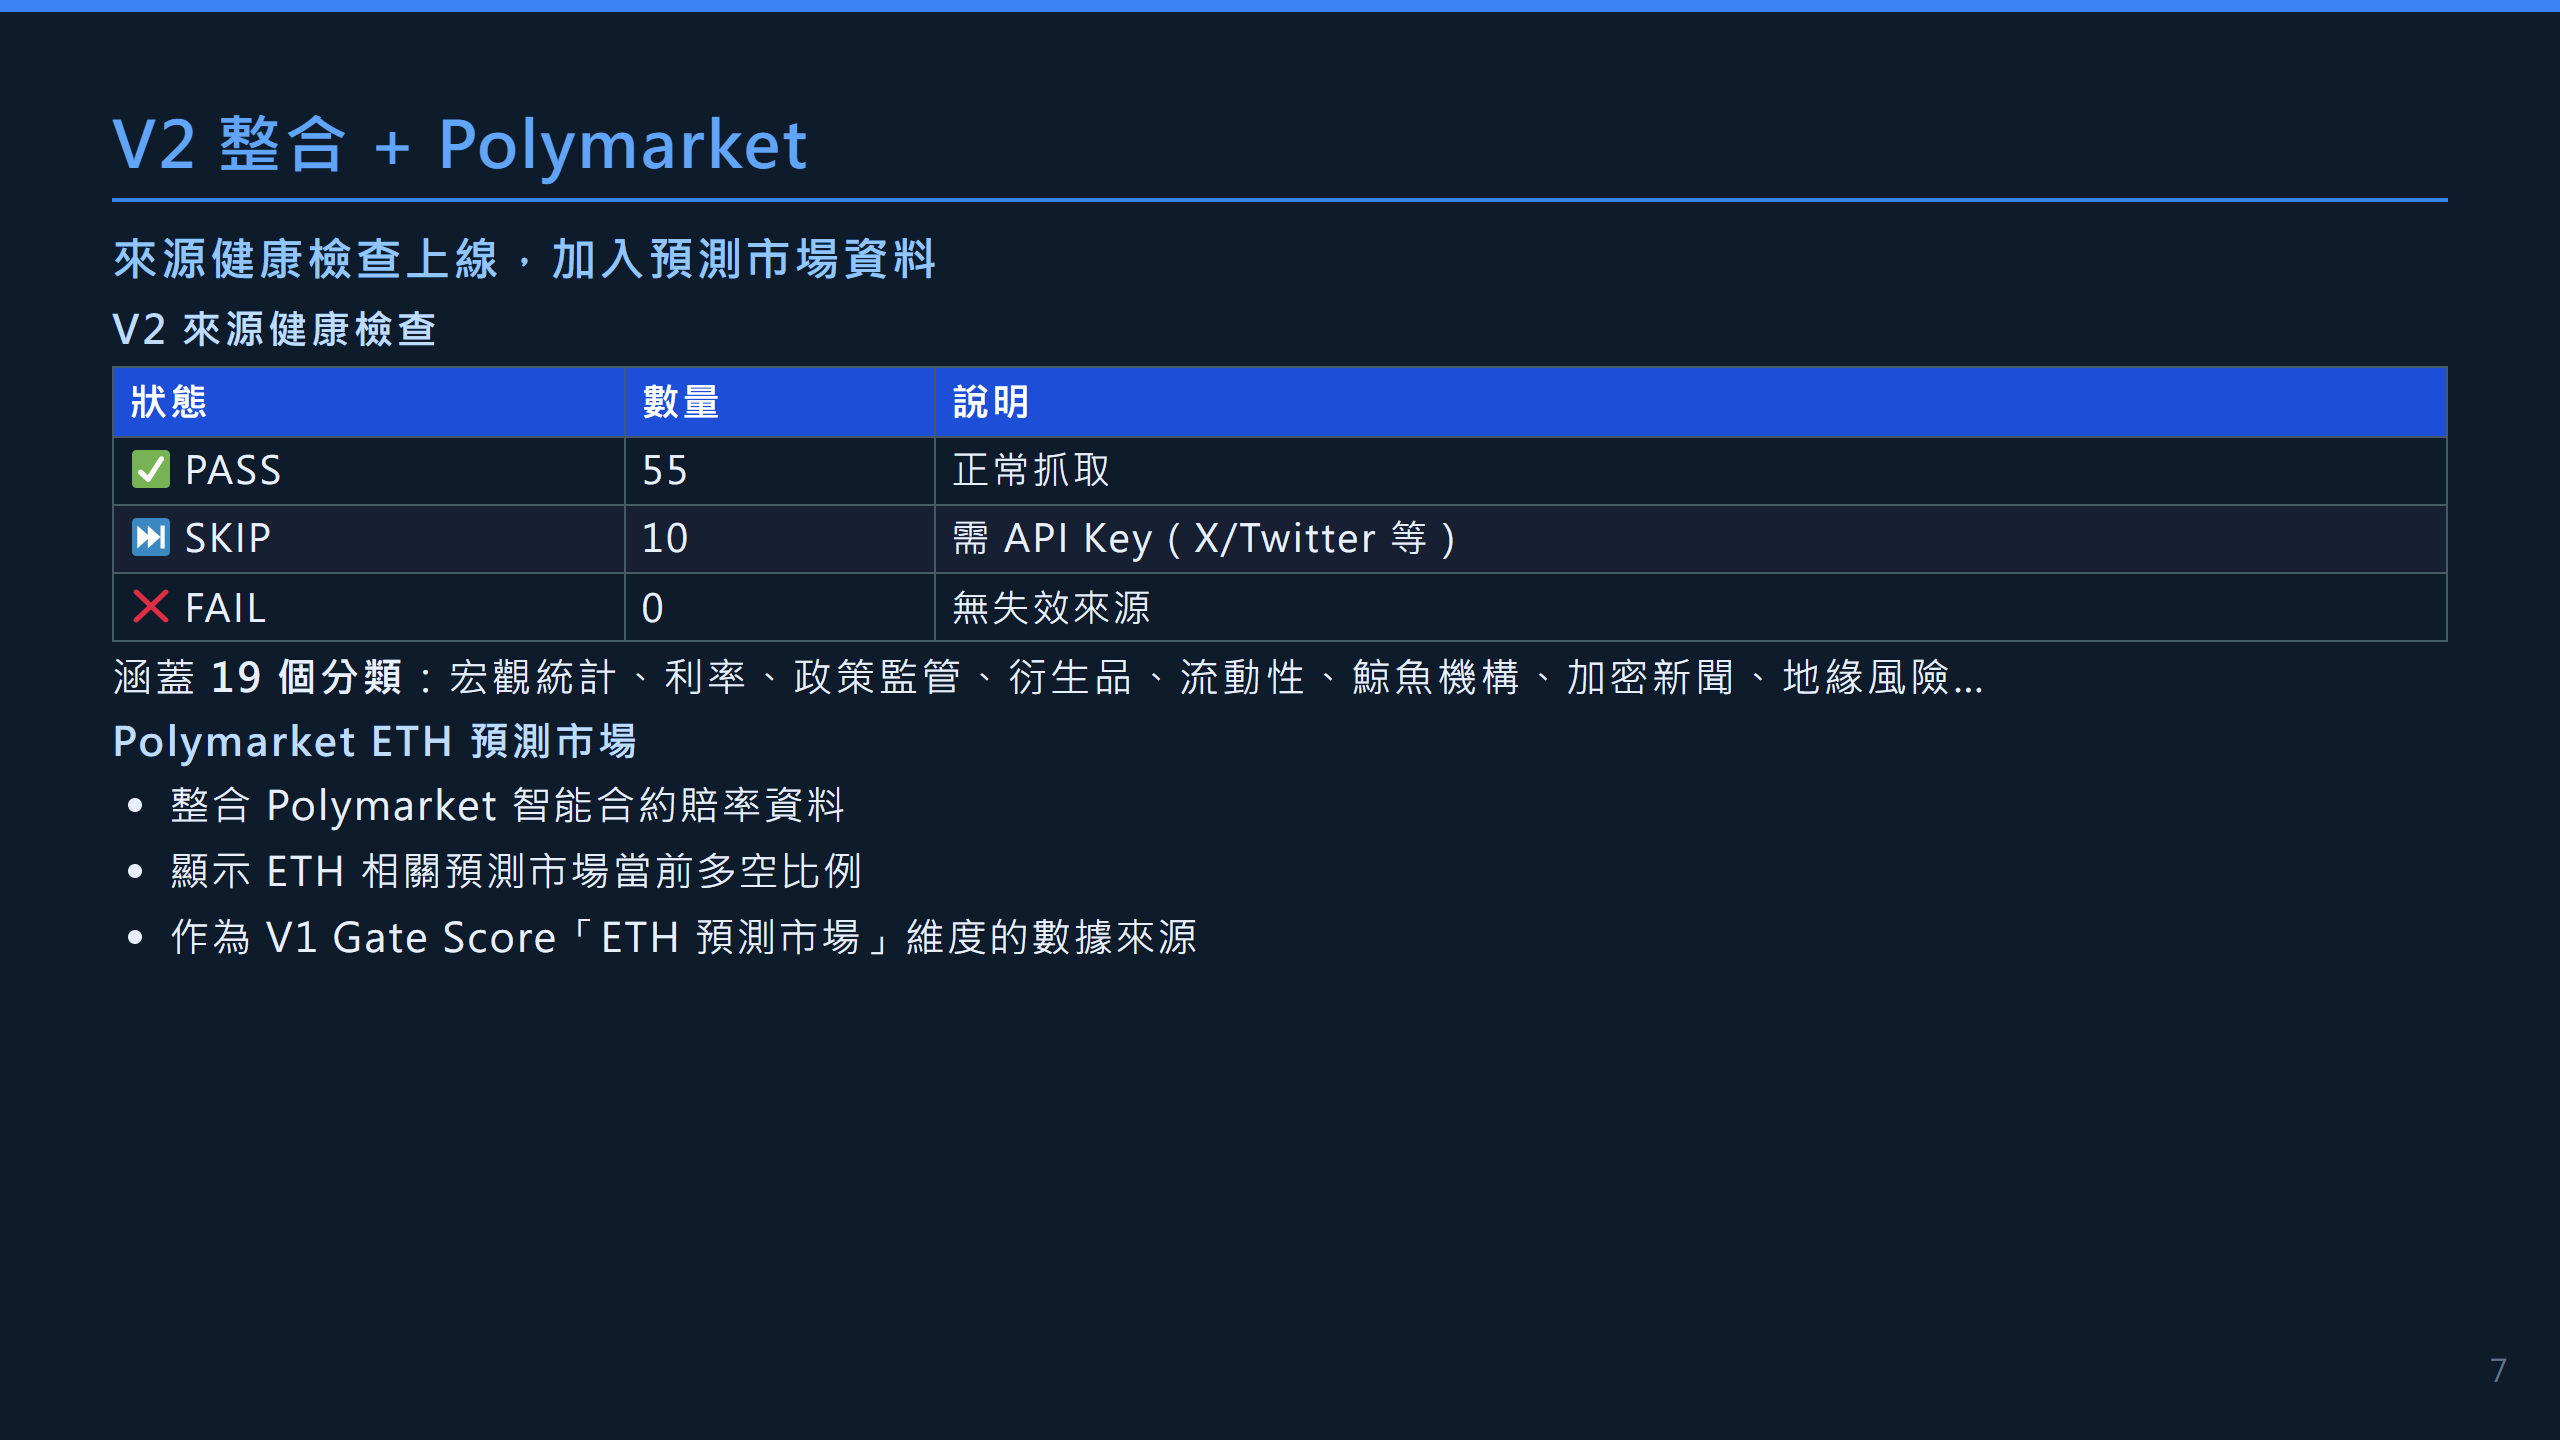 V2 整合 + Polymarket
來源健康檢查上線，加入預測市場資料
V2 來源健康檢查
狀態 數量 說明
✅ PASS 55 正常抓取
⏭️ SKIP 10 需 API Key（X/Twitter 等）
❌ FAIL 0 無失效來源
涵蓋 19 個分類：宏觀統計、利率、政策監管、衍生品、流動性、鯨魚機構、加密新聞、地緣風險...
Polymarket ETH 預測市場
• 整合 Polymarket 智能合約賠率資料
• 顯示 ETH 相關預測市場當前多空比例
• 作為 V1 Gate Score「ETH 預測市場」維度的數據來源
7